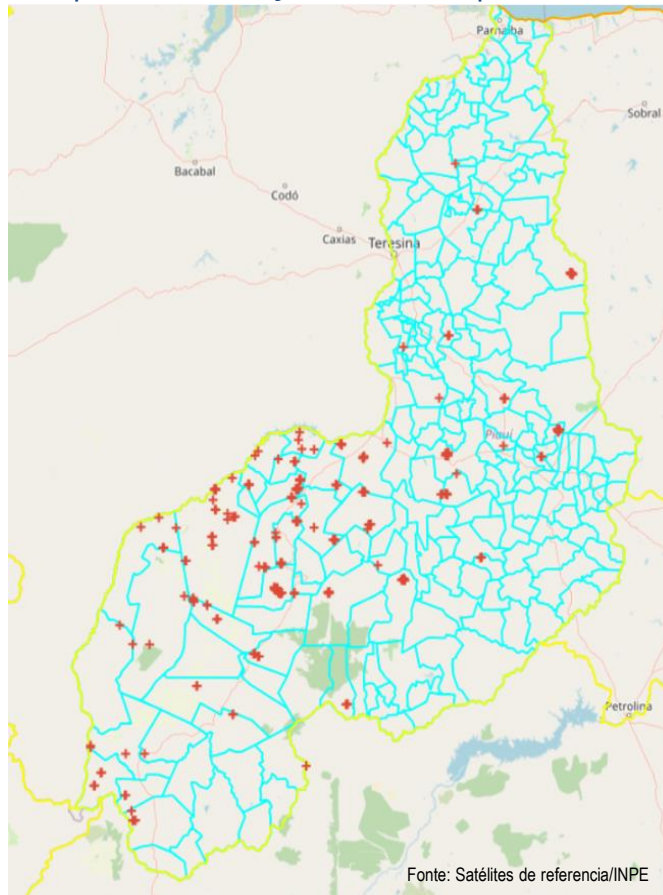 Parnaíba
Sobral
Bacabal
Codó
Caxias
Teresina
Piauí
Petrolina
Fonte: Satélites de referencia/INPE